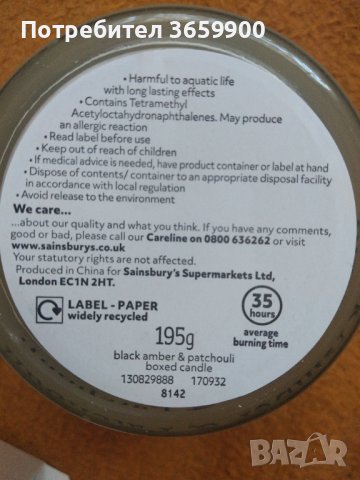 Потребител 3659900
• Harmful to aquatic life
with long lasting effects
• Contains Tetramethyl
Acetyloctahydronaphthalenes. May produce
an allergic reaction
• Read label before use
• Keep out of reach of children
• If medical advice is needed, have product container or label at hand
• Dispose of contents/ container to an appropriate disposal facility
in accordance with local regulation
• Avoid release to the environment
We care...
...about our quality and what you think. If you have any comments,
good or bad, please call our Careline on 0800 636262 or visit
www.sainsburys.co.uk
Your statutory rights are not affected.
Produced in China for Sainsbury's Supermarkets Ltd,
London EC1N 2HT.
LABEL - PAPER
widely recycled
35
hours
average
burning time
195g
black amber & patchouli
boxed candle
130829888 170932
8142
BAZAR